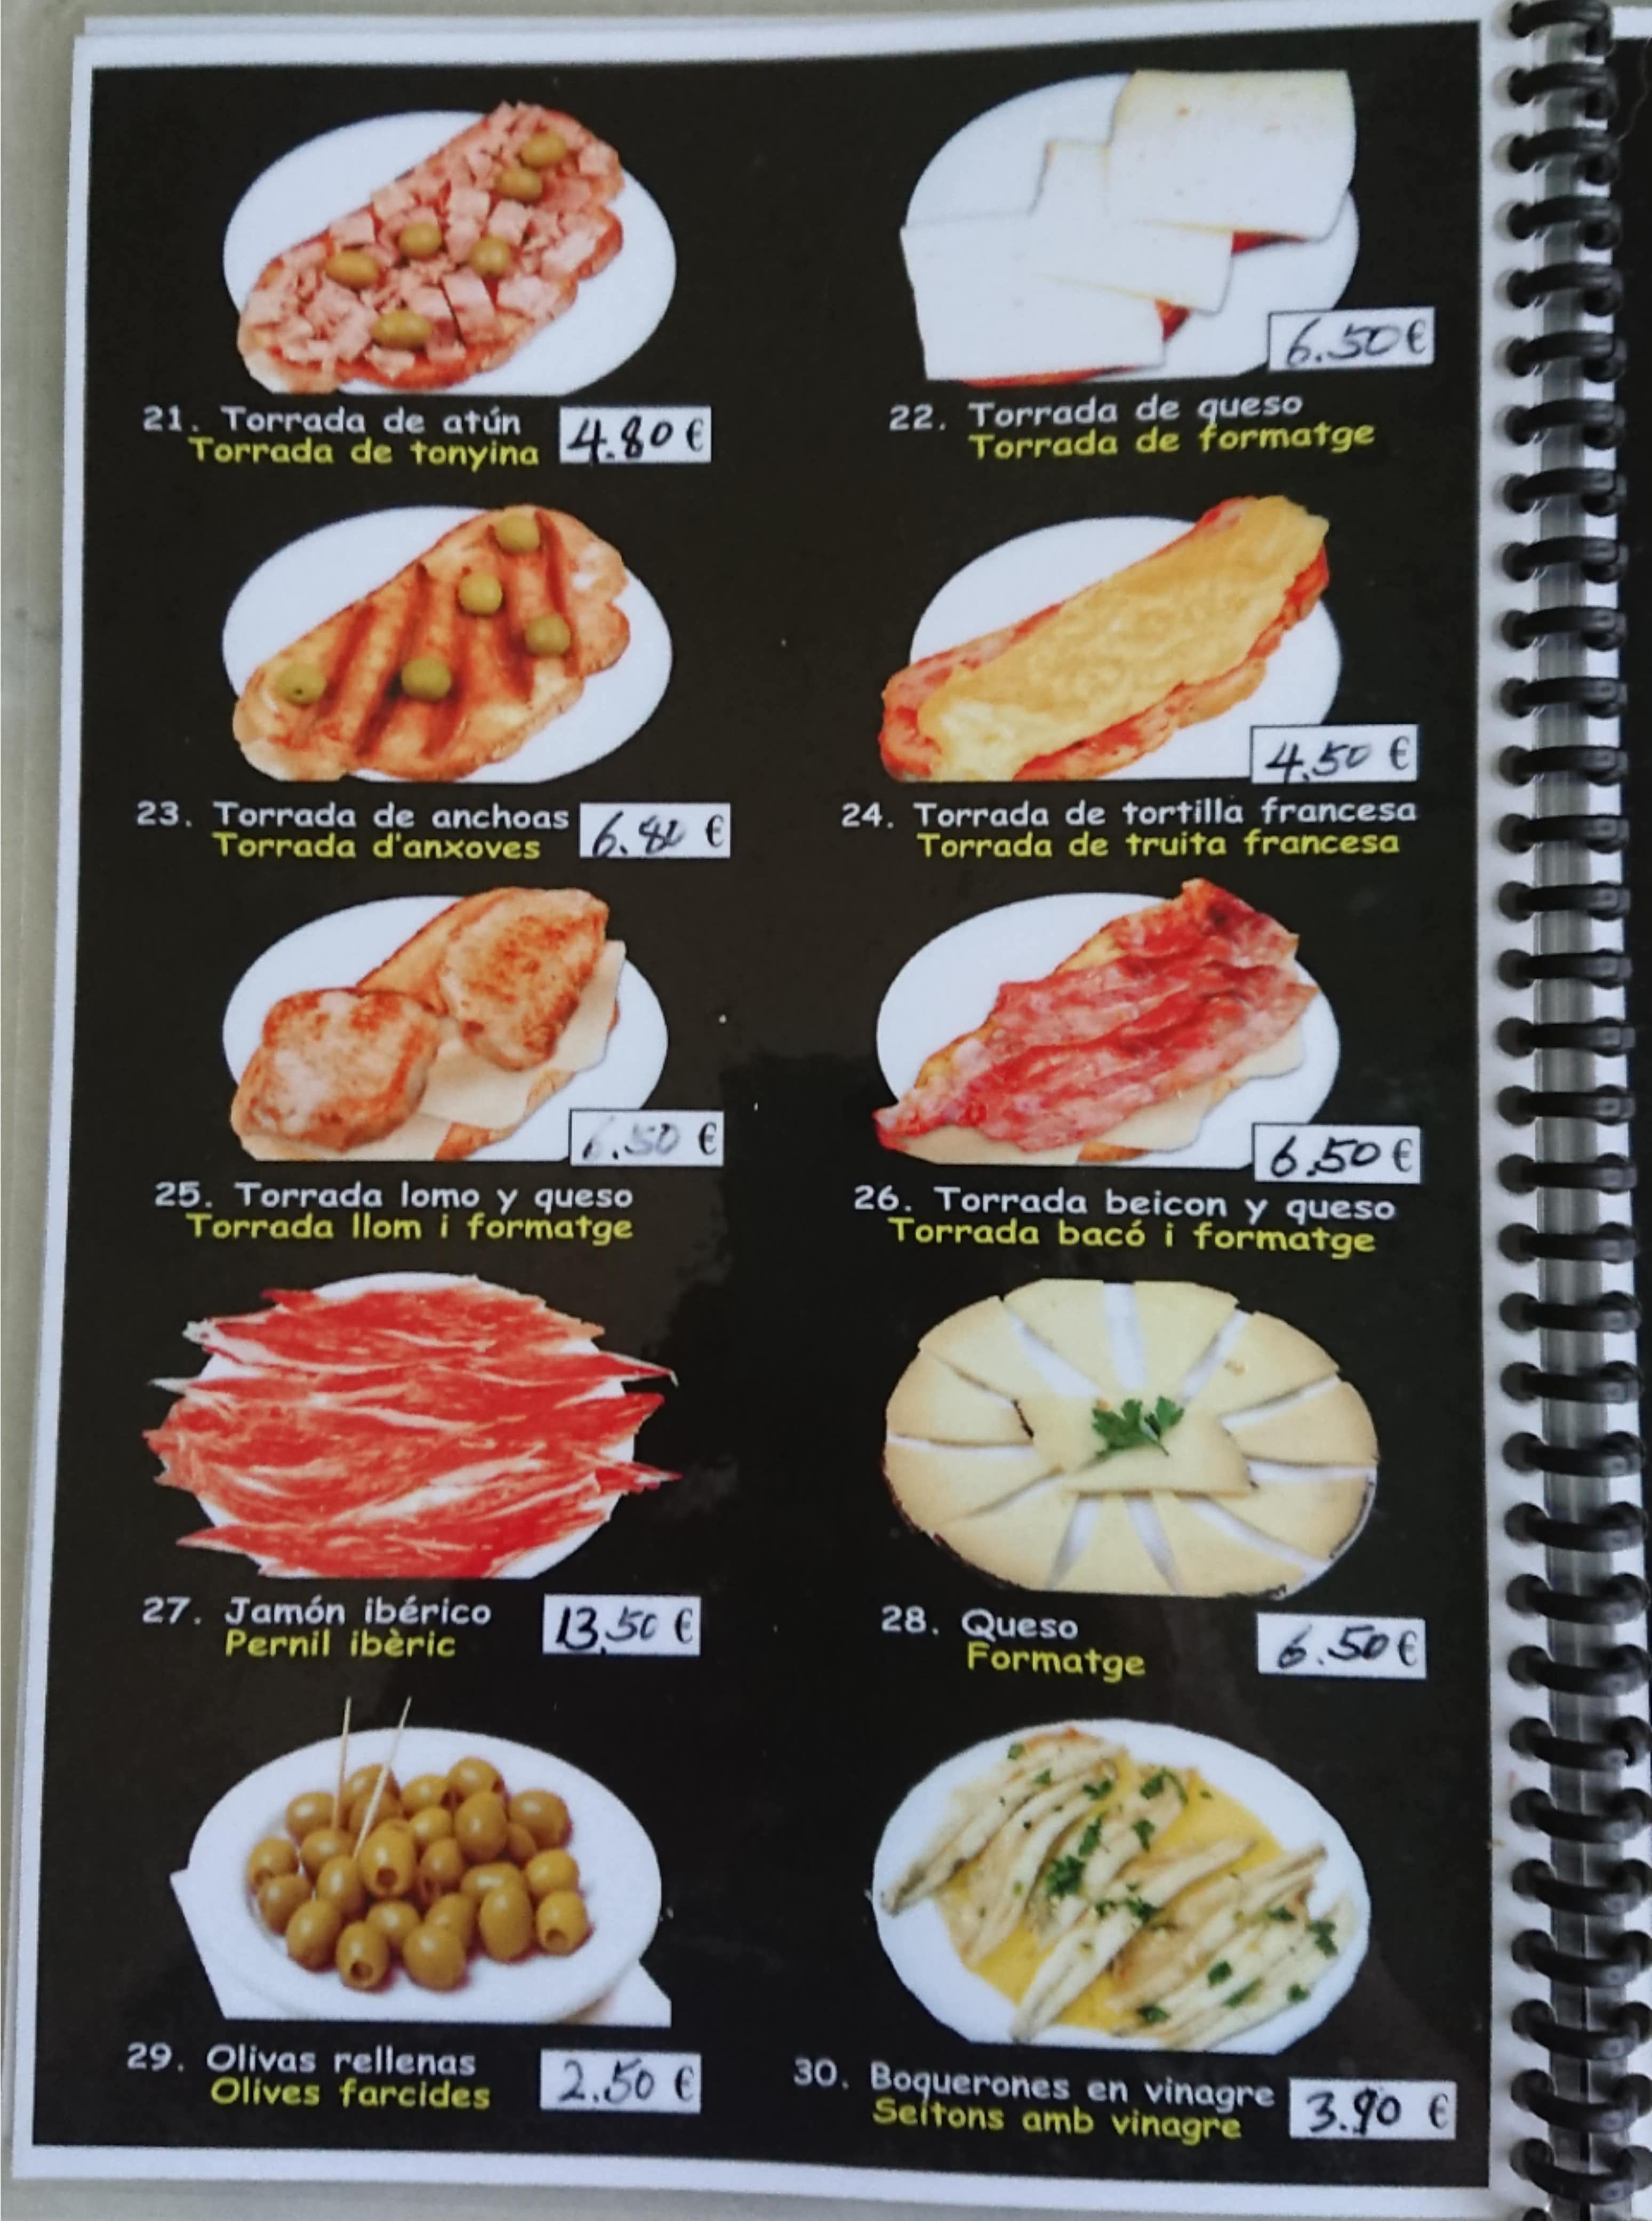 6.50 €
21. Torrada de atún
Torrada de tonyina
4.80 €
22. Torrada de queso
Torrada de formatge
4.50 €
23. Torrada de anchoas
Torrada d'anxoves
€
24. Torrada de tortilla francesa
Torrada de truita francesa
6.50 €
6.50 €
25. Torrada lomo y queso
Torrada llom i formatge
26. Torrada beicon y queso
Torrada bacó i formatge
27. Jamón ibérico
Pernil ibèric
13,50 €
28. Queso
Formatge
6.50 €
29. Olivas rellenas
Olives farcides
2.50 €
30. Boquerones en vinagre
Seitons amb vinagre
3.90 €